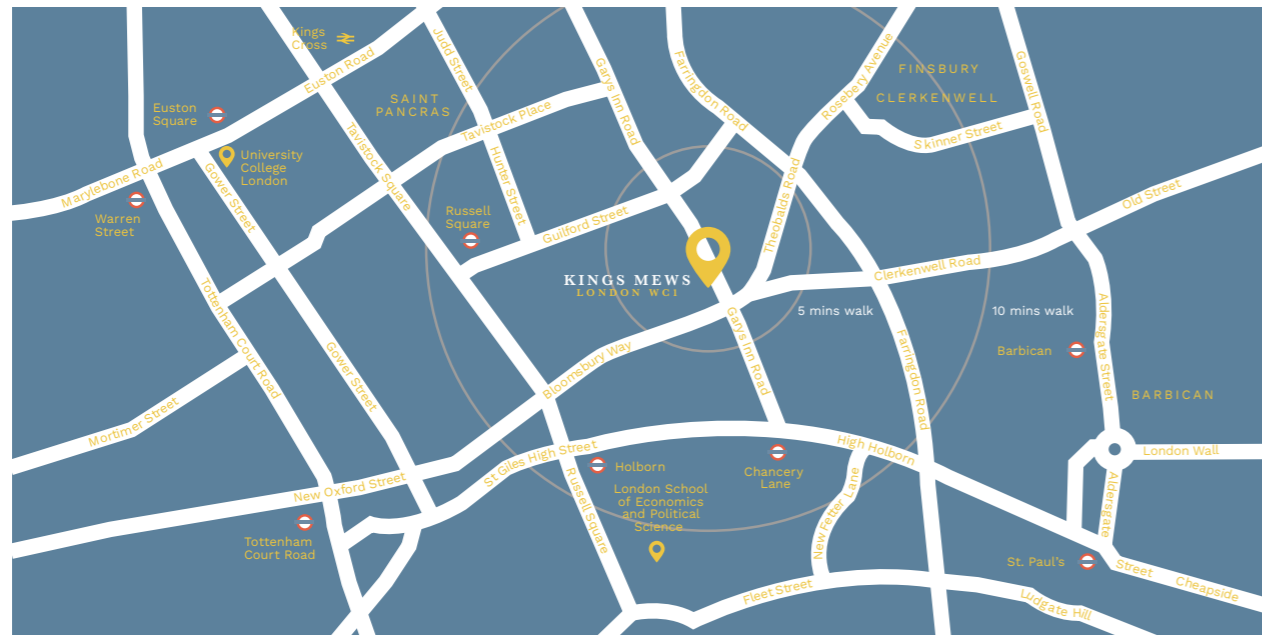 Kings
Cross
Euston Road
Judd Street
Garys Inn Road
Farringdon Road
Rosebery Avenue
Goswell Road
FINSBURY
CLERKENWELL
SAINT
PANCRAS
Euston
Square
Tavistock Place
Tavistock Square
Skinner Street
University
College
London
Marylebone Road
Gower Street
Hunter Street
Warren
Street
Russell
Square
Guilford Street
Theobalds Road
Old Street
Clerkenwell Road
KINGS MEWS
LONDON WC1
5 mins walk
10 mins walk
Tottenham Court Road
Gower Street
Bloomsbury Way
Garys Inn Road
Farringdon Road
Barbican
Aldersgate Street
BARBICAN
Mortimer Street
St Giles High Street
High Holborn
London Wall
Holborn
Chancery
Lane
New Oxford Street
Russell Square
London School
of Economics
and Political
Science
New Fetter Lane
Aldersgate
Street
Tottenham
Court Road
St. Paul's
Cheapside
Fleet Street
Ludgate Hill